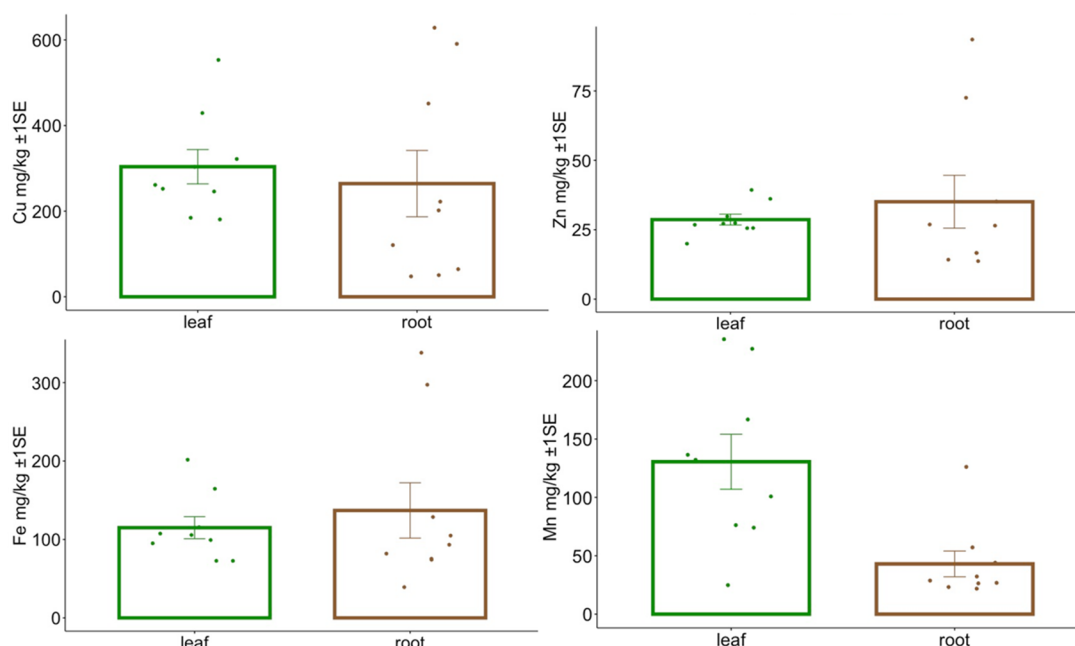 Cu mg/kg ±1SE
600
400
200
0
leaf root
Zn mg/kg ±1SE
75
50
25
0
leaf root
Fe mg/kg ±1SE
300
200
100
0
leaf root
Mn mg/kg ±1SE
200
150
100
50
0
leaf root